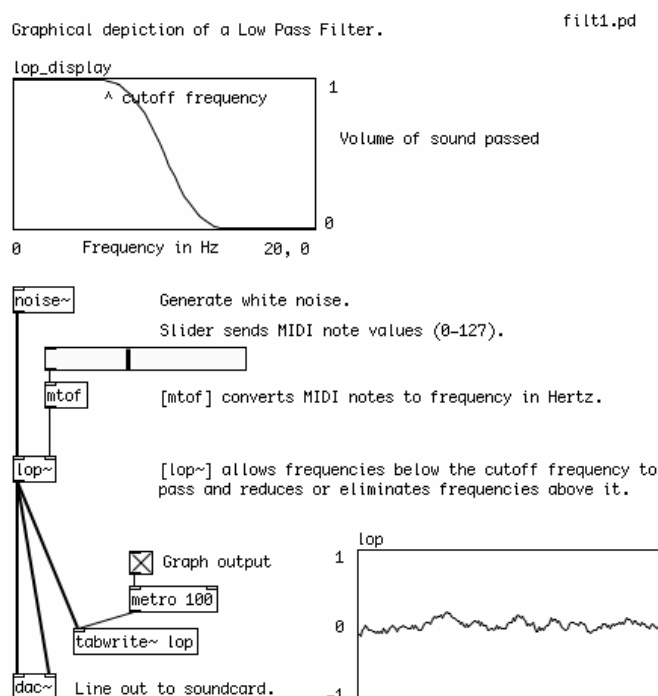 Graphical depiction of a Low Pass Filter.
filt1.pd
lop_display
^ cutoff frequency
1
Volume of sound passed
0
0 Frequency in Hz 20, 0
noise~ Generate white noise.
Slider sends MIDI note values (0-127).
mtof [mtof] converts MIDI notes to frequency in Hertz.
lop~ [lop~] allows frequencies below the cutoff frequency to
pass and reduces or eliminates frequencies above it.
Graph output
metro 100
tabwrite~ lop
lop
1
0
-1
dac~ Line out to soundcard.